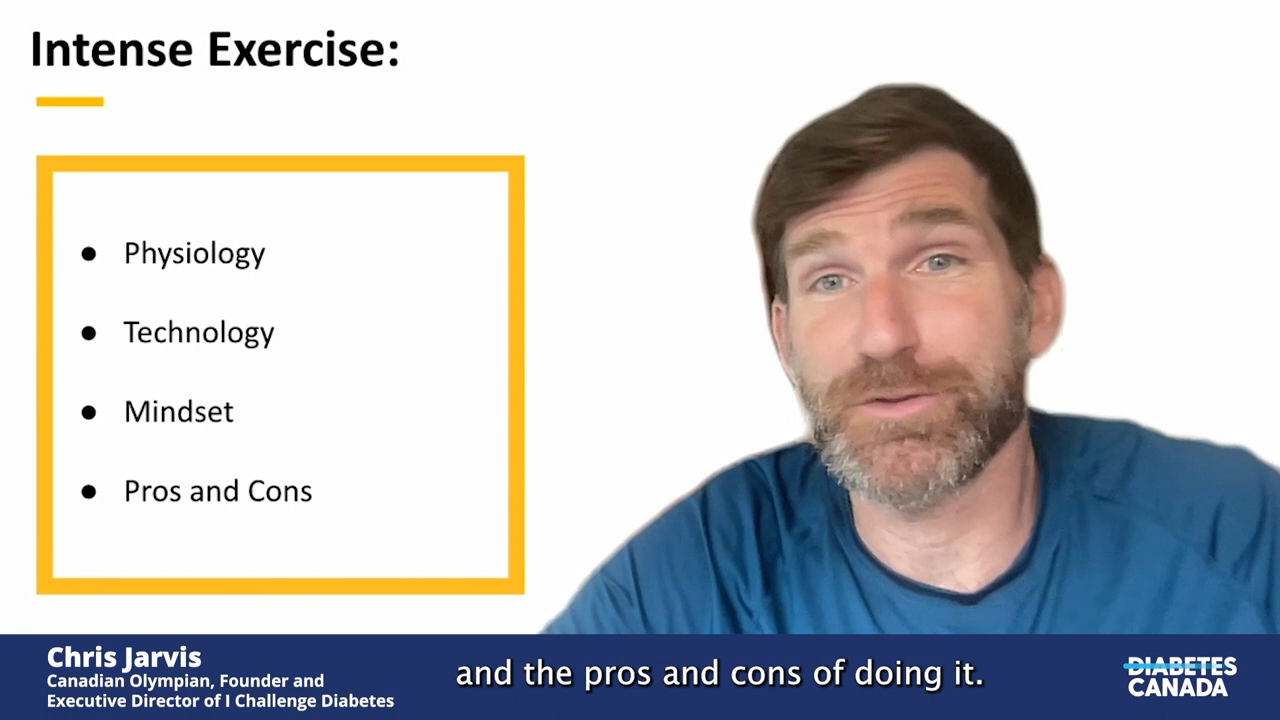 Intense Exercise:
● Physiology
● Technology
● Mindset
● Pros and Cons
Chris Jarvis
Canadian Olympian, Founder and
Executive Director of I Challenge Diabetes
and the pros and cons of doing it.
DIABETES
CANADA